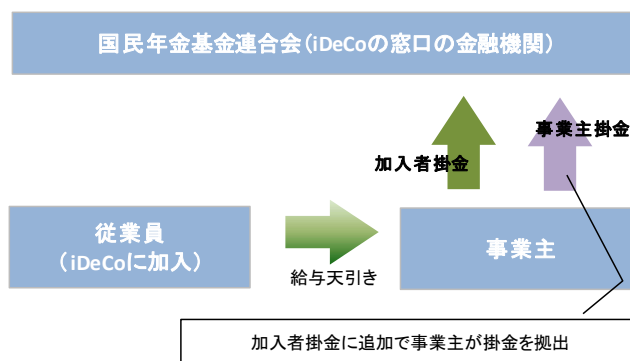 国民年金基金連合会（iDeCoの窓口の金融機関）
事業主掛金
加入者掛金
従業員
（iDeCoに加入）
給与天引き
事業主
加入者掛金に追加で事業主が掛金を拠出